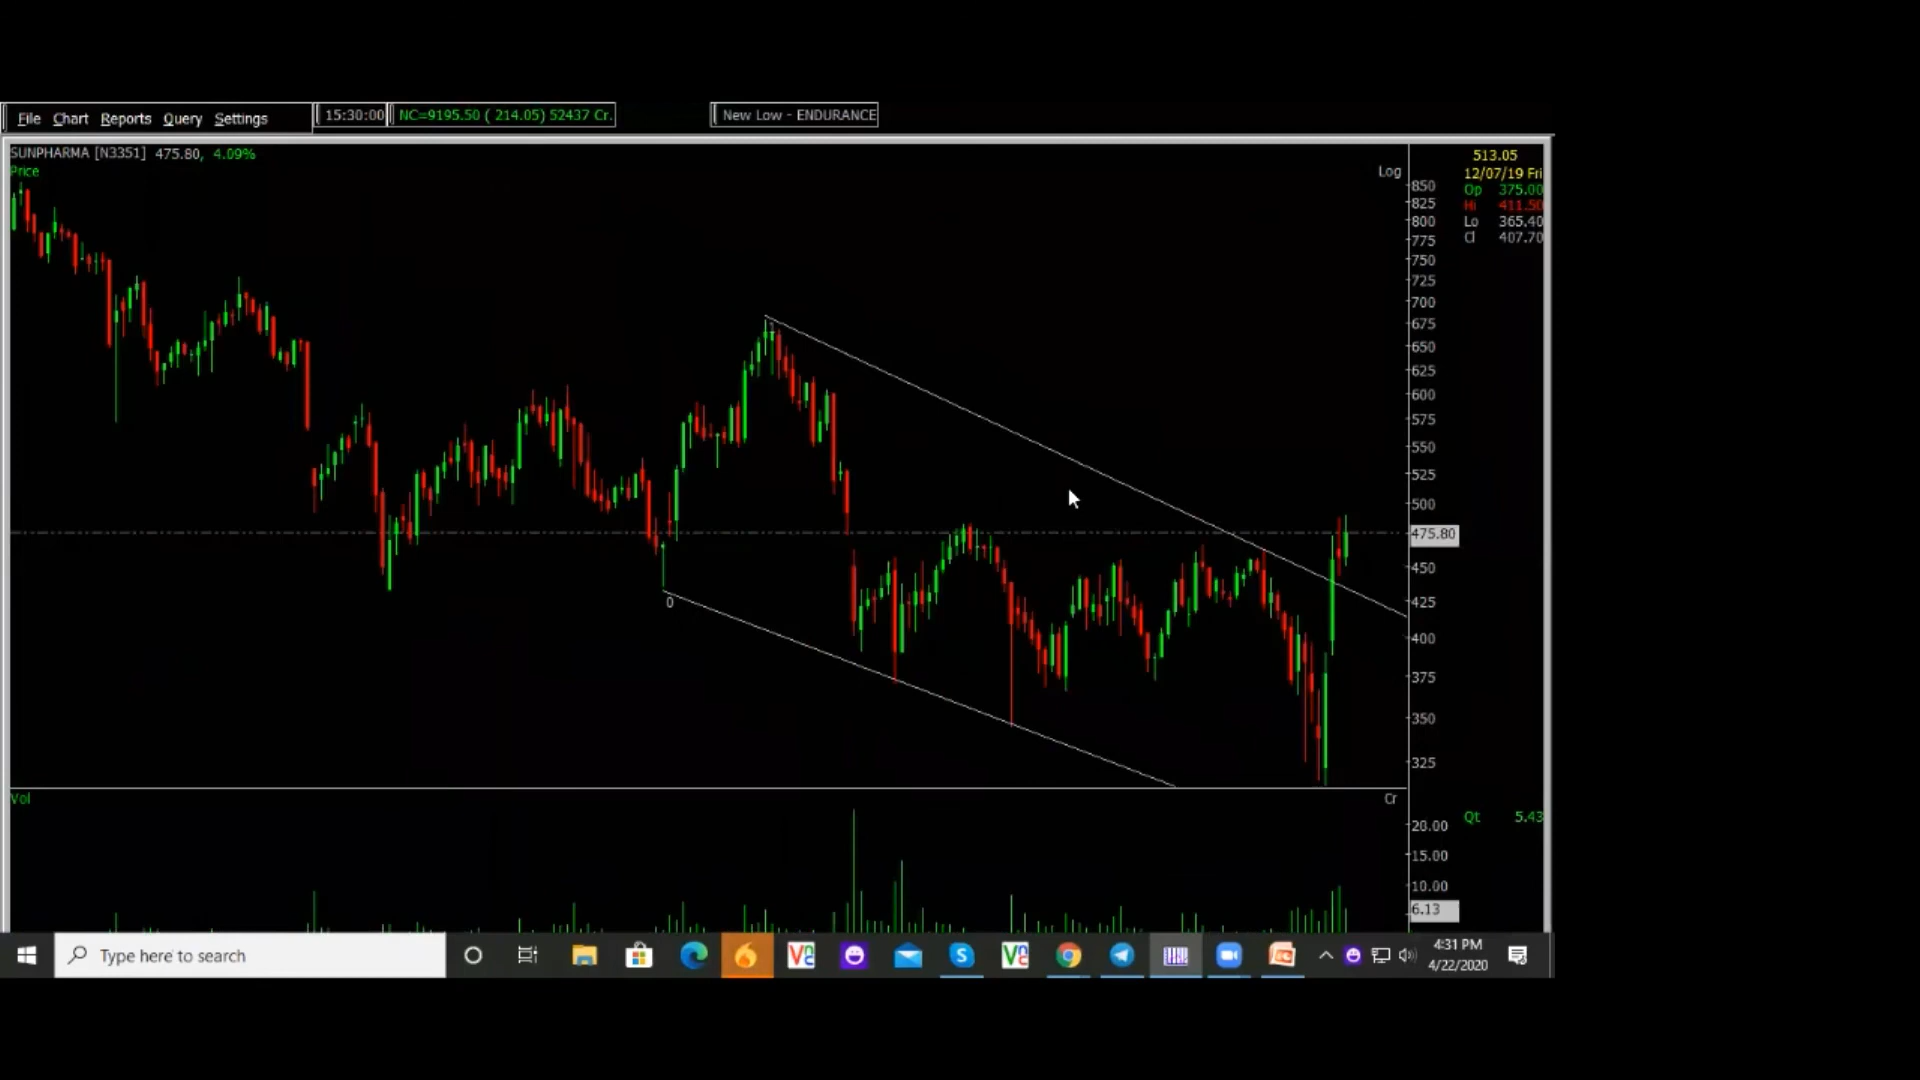 File Chart Reports Query Settings
15:30:00
NC=9195.50 ( 214.05) 52437 Cr.
New Low - ENDURANCE
SUNPHARMA [N3351] 475.80, 4.09%
Price
Log
850
825
800
775
750
725
700
675
650
625
600
575
550
525
500
475.80
450
425
400
375
350
325
513.05
12/07/19 Fri
Op 375.00
Hi 411.50
Lo 365.40
Cl 407.70
0
Vol
Cr
20.00
15.00
10.00
6.13
Qt 5.43
Type here to search
4:31 PM
4/22/2020